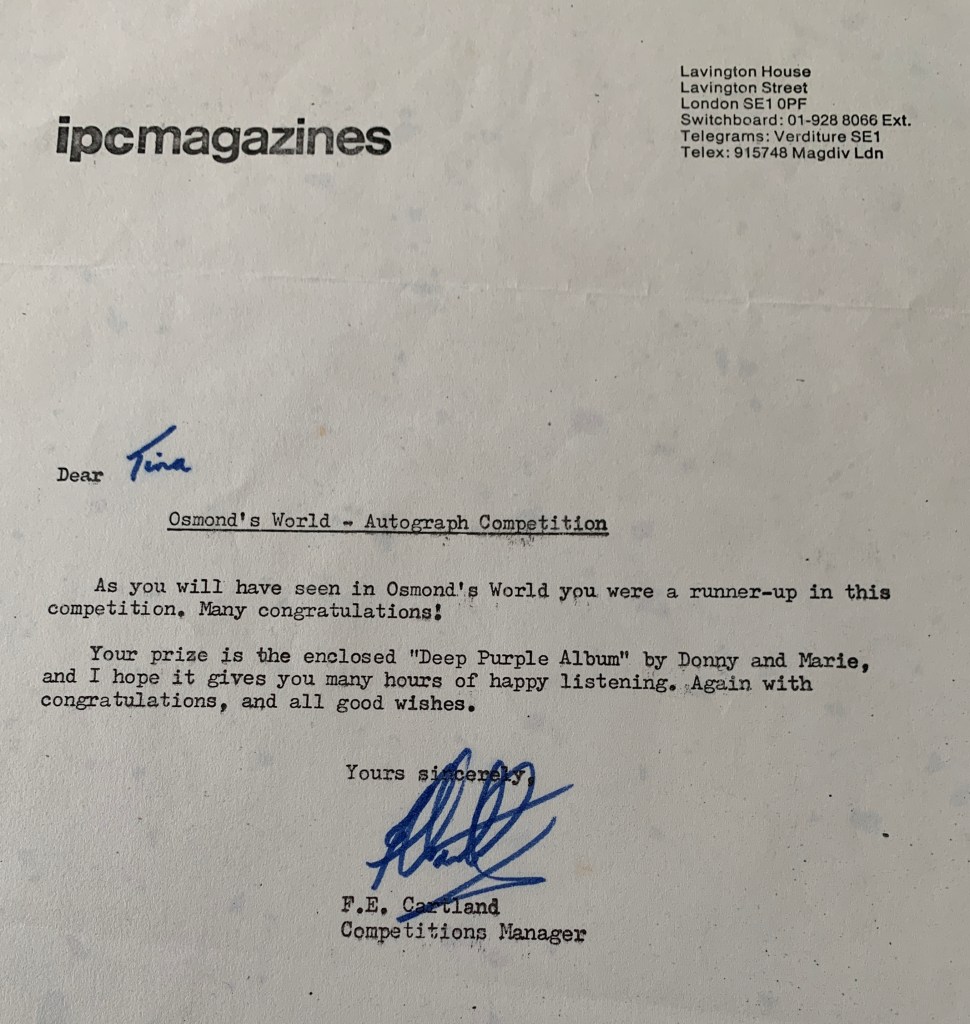 ipcmagazines
Lavington House
Lavington Street
London SE1 0PF
Switchboard: 01-928 8066 Ext.
Telegrams: Verditure SE1
Telex: 915748 Magdiv Ldn
Dear Tina
Osmond's World - Autograph Competition
As you will have seen in Osmond's World you were a runner-up in this
competition. Many congratulations!
Your prize is the enclosed "Deep Purple Album" by Donny and Marie,
and I hope it gives you many hours of happy listening. Again with
congratulations, and all good wishes.
Yours sincerely,
F.E. Cartland
Competitions Manager